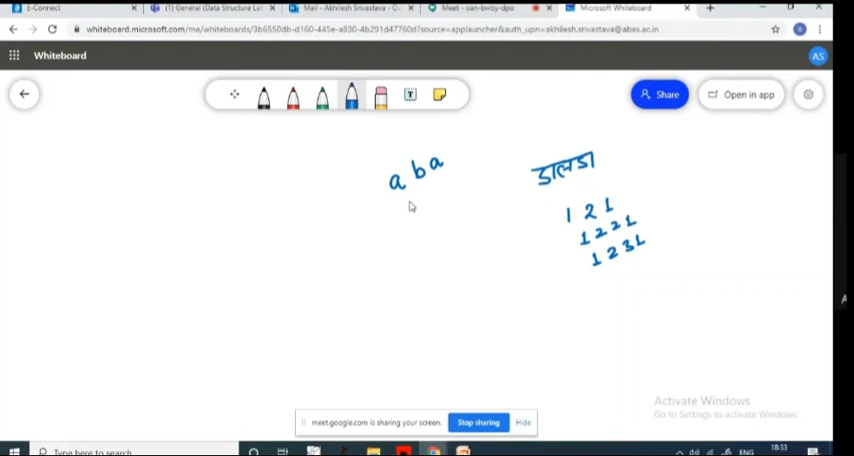 E-Connect
(1) General (Data Structure La
Mail - Akhilesh Srivastava - O
Meet - oan-bwby-dpo
Microsoft Whiteboard
whiteboard.microsoft.com/me/whiteboards/3b6550db-d160-445e-a830-4b291d47760d?source=applauncher&auth_upn=akhilesh.srivastava@abes.ac.in
Whiteboard
AS
T
Share
Open in app
a b a
डालडा
1 2 1
1 2 2 1
1 2 3 1
A
Activate Windows
Go to Settings to activate Windows.
meet.google.com is sharing your screen.
Stop sharing
Hide
Type here to search
ENG
18:33